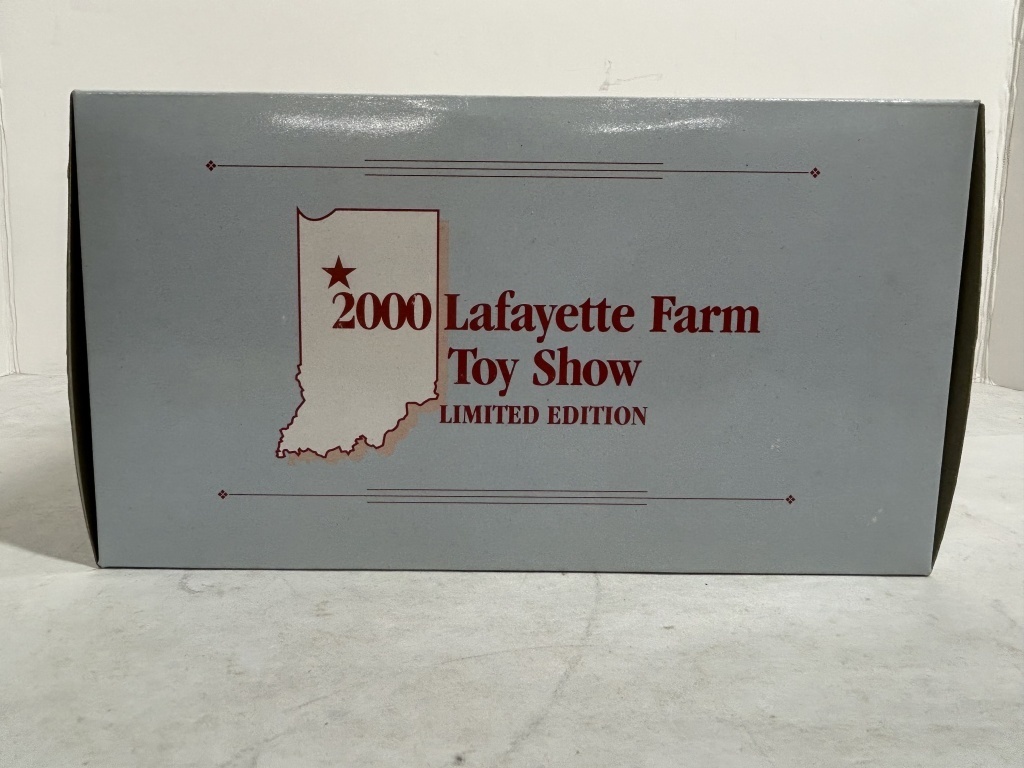 2000 Lafayette Farm
Toy Show
LIMITED EDITION